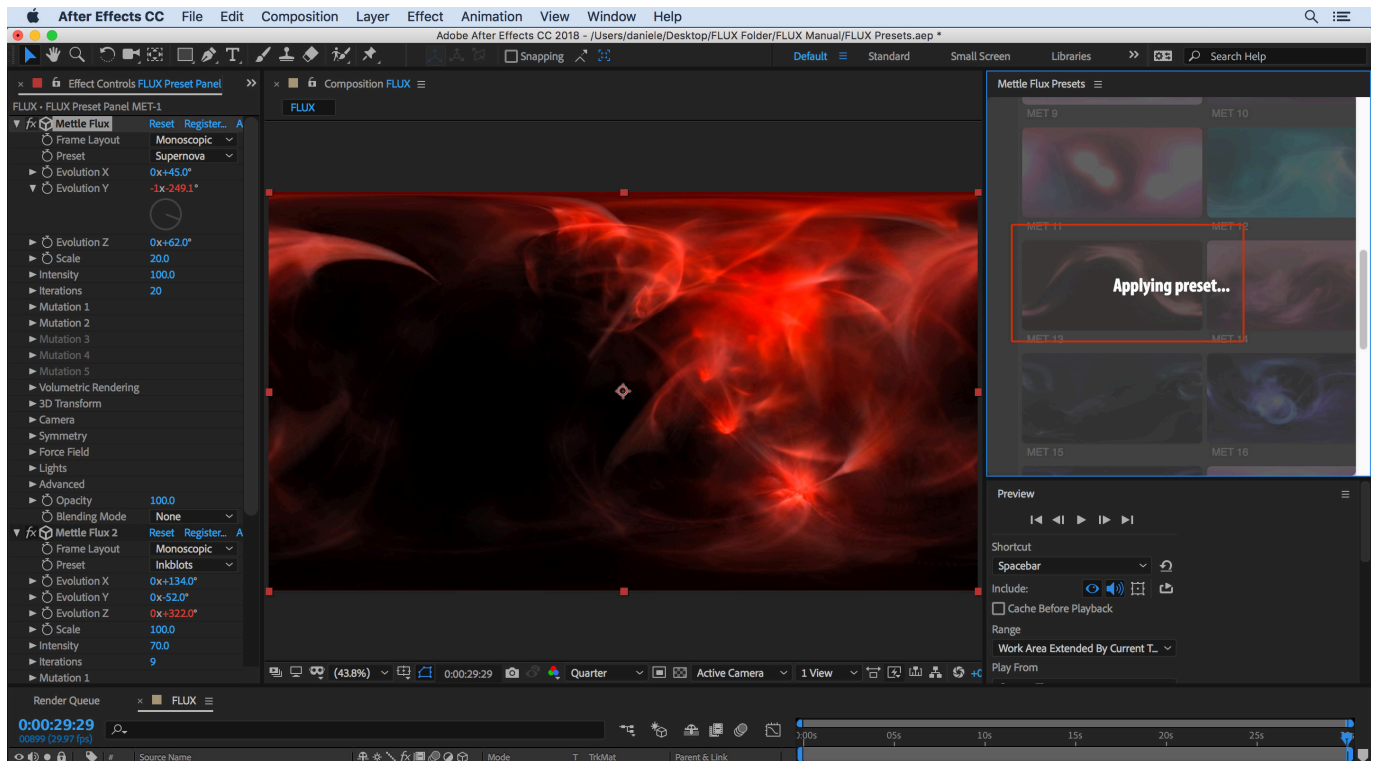 After Effects CC File Edit Composition Layer Effect Animation View Window Help
Adobe After Effects CC 2018 - /Users/daniele/Desktop/FLUX Folder/FLUX Manual/FLUX Presets.aep *
T Snapping Default Standard Small Screen Libraries Search Help
Effect Controls FLUX Preset Panel
Composition FLUX
Mettle Flux Presets
FLUX • FLUX Preset Panel MET-1
FLUX
fx Mettle Flux Reset Register... A
Frame Layout Monoscopic
Preset Supernova
Evolution X 0x+45.0°
Evolution Y -1x-249.1°
Evolution Z 0x+62.0°
Scale 20.0
Intensity 100.0
Iterations 20
Mutation 1
Mutation 2
Mutation 3
Mutation 4
Mutation 5
Volumetric Rendering
3D Transform
Camera
Symmetry
Force Field
Lights
Advanced
Opacity 100.0
Blending Mode None
fx Mettle Flux 2 Reset Register... A
Frame Layout Monoscopic
Preset Inkblots
Evolution X 0x+134.0°
Evolution Y 0x-52.0°
Evolution Z 0x+322.0°
Scale 100.0
Intensity 70.0
Iterations 9
Mutation 1
(43.8%) 0:00:29:29 Quarter Active Camera 1 View
MET 9 MET 10
MET 11 MET 12
Applying preset...
MET 13 MET 14
MET 15 MET 16
Preview
Shortcut
Spacebar
Include:
Cache Before Playback
Range
Work Area Extended By Current T...
Play From
Render Queue FLUX
0:00:29:29
00899 (29.97 fps)
05s 10s 15s 20s 25s
# Source Name fx Mode T TrkMat Parent & Link